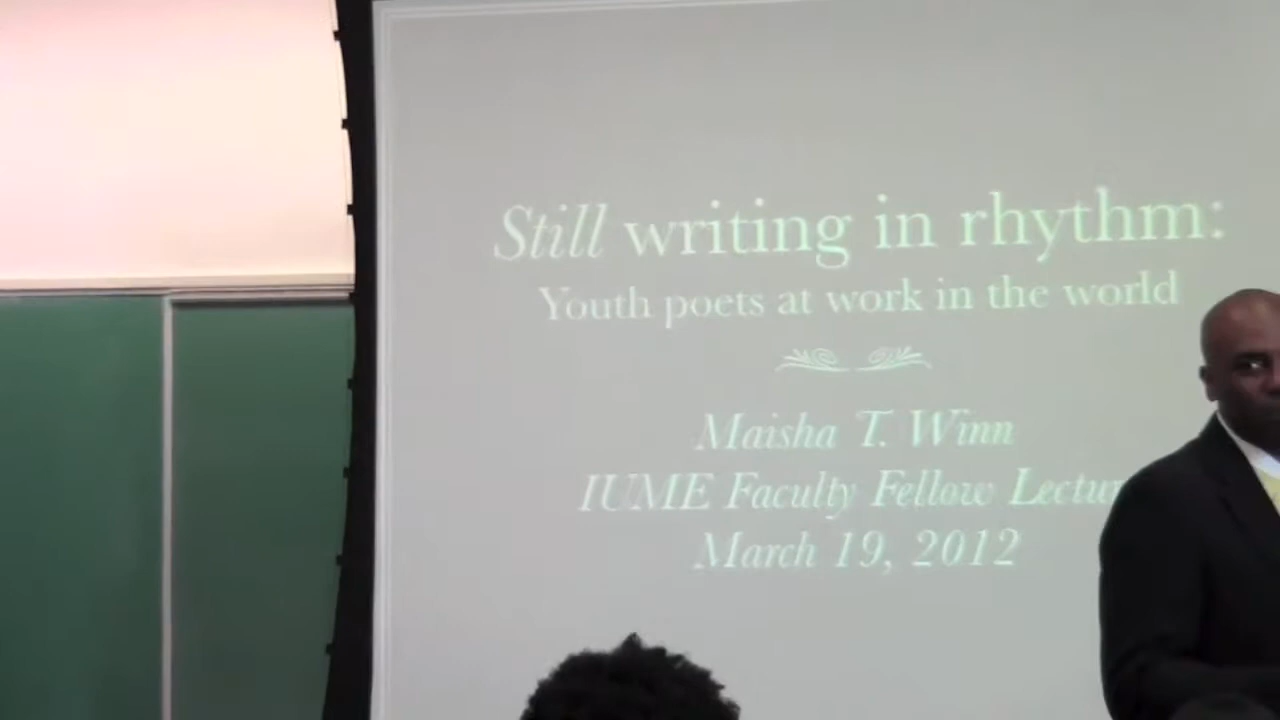 Still writing in rhythm:
Youth poets at work in the world
Maisha T. Winn
IUME Faculty Fellow Lectu
March 19, 2012